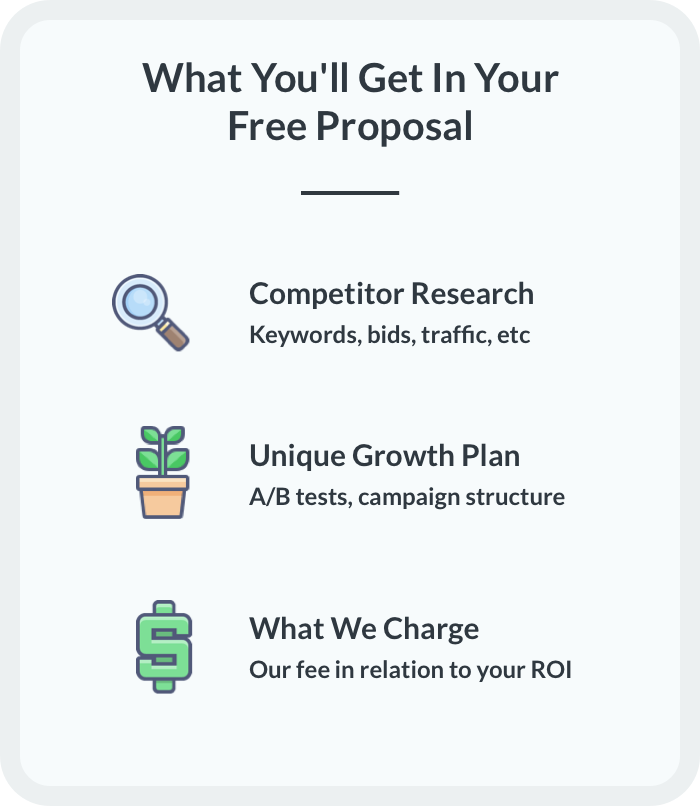 What You'll Get In Your
Free Proposal
Competitor Research
Keywords, bids, traffic, etc
Unique Growth Plan
A/B tests, campaign structure
What We Charge
Our fee in relation to your ROI